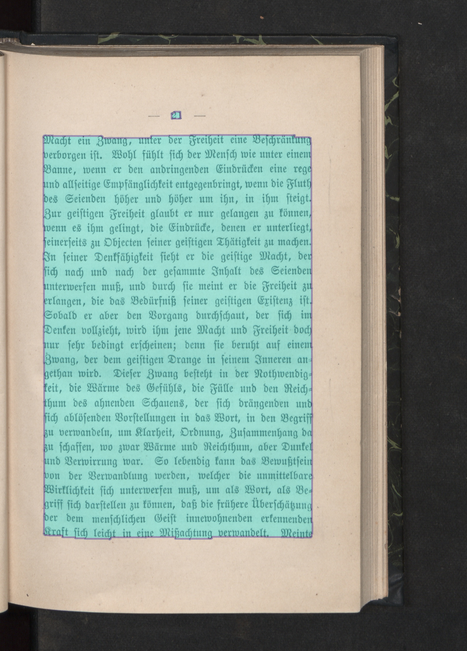 Macht ein Zwang, unter der Freiheit eine Beschränkung
verborgen ist. Wohl fühlt sich der Mensch wie unter einem
Banne, wenn er den andringenden Eindrücken eine rege
und allseitige Empfänglichkeit entgegenbringt, wenn die Fluth
des Seienden höher und höher um ihn, in ihm steigt.
Zur geistigen Freiheit glaubt er nur gelangen zu können,
wenn es ihm gelingt, die Eindrücke, denen er unterliegt,
seinerseits zu Objecten seiner geistigen Thätigkeit zu machen.
In seiner Denkfähigkeit sieht er die geistige Macht, der
sich nach und nach der gesammte Inhalt des Seienden
unterwerfen muß, und durch sie meint er die Freiheit zu
erlangen, die das Bedürfniß seiner geistigen Existenz ist.
Sobald er aber den Vorgang durchschaut, der sich im
Denken vollzieht, wird ihm jene Macht und Freiheit doch
nur sehr bedingt erscheinen; denn sie beruht auf einem
Zwang, der dem geistigen Drange in seinem Inneren an-
gethan wird. Dieser Zwang besteht in der Nothwendig-
keit, die Wärme des Gefühls, die Fülle und den Reich-
thum des ahnenden Schauens, der sich drängenden und
sich ablösenden Vorstellungen in das Wort, in den Begriff
zu verwandeln, um Klarheit, Ordnung, Zusammenhang da
zu schaffen, wo zwar Wärme und Reichthum, aber Dunkel
und Verwirrung war. So lebendig kann das Bewußtsein
von der Verwandlung werden, welcher die unmittelbare
Wirklichkeit sich unterwerfen muß, um als Wort, als Be-
griff sich darstellen zu können, daß die frühere Überschätzung
der dem menschlichen Geist innewohnenden erkennenden
Kraft sich leicht in eine Mißachtung verwandelt. Meinte